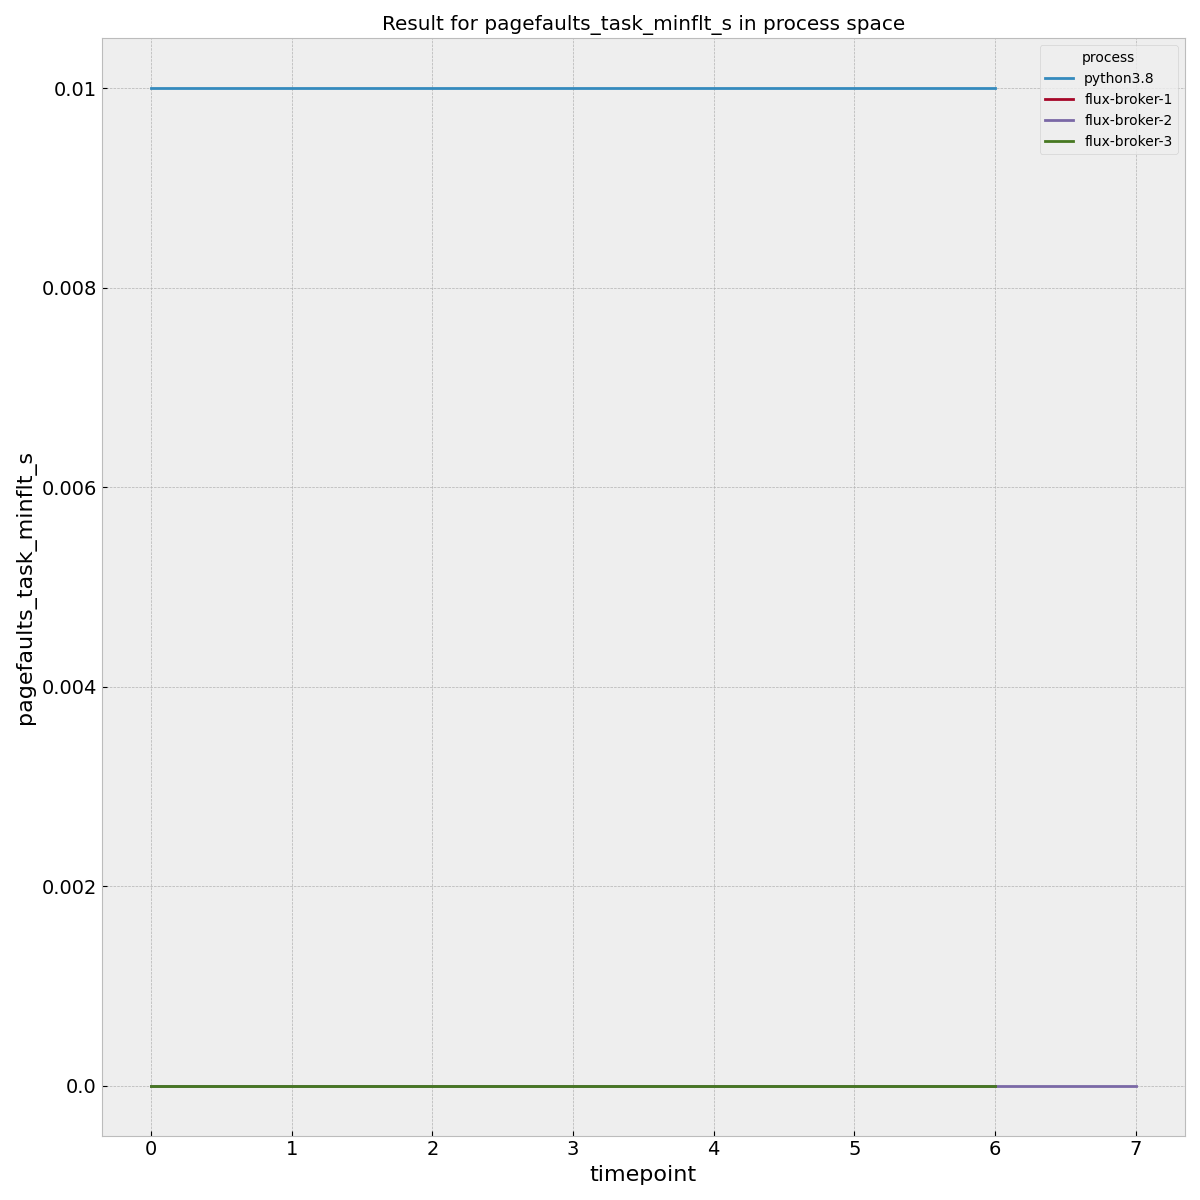 Result for pagefaults_task_minflt_s in process space
process
python3.8
flux-broker-1
flux-broker-2
flux-broker-3
0.01
0.008
0.006
0.004
0.002
0.0
pagefaults_task_minflt_s
0 1 2 3 4 5 6 7
timepoint